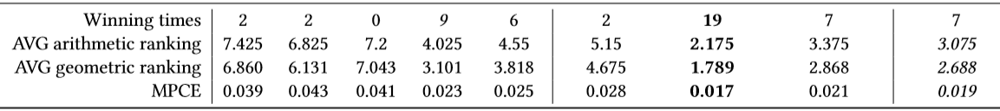 Winning times 2 2 0 9 6 2 19 7 7
AVG arithmetic ranking 7.425 6.825 7.2 4.025 4.55 5.15 2.175 3.375 3.075
AVG geometric ranking 6.860 6.131 7.043 3.101 3.818 4.675 1.789 2.868 2.688
MPCE 0.039 0.043 0.041 0.023 0.025 0.028 0.017 0.021 0.019